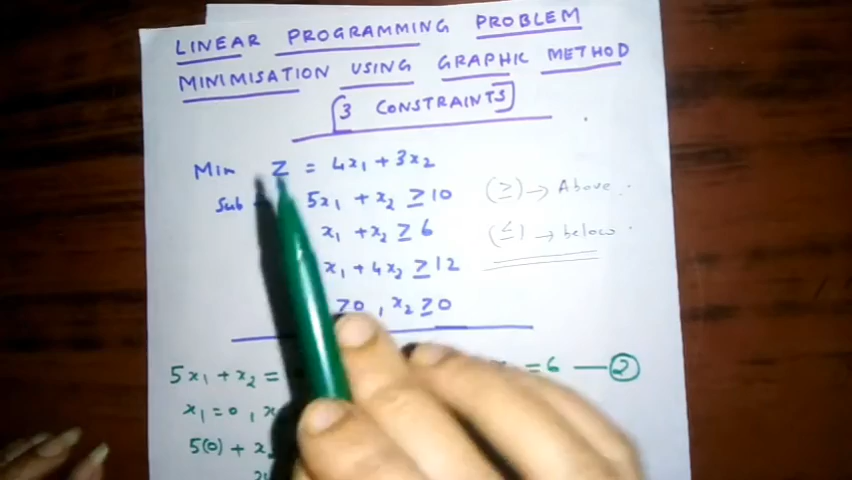 LINEAR PROGRAMMING PROBLEM
MINIMISATION USING GRAPHIC METHOD
[3 CONSTRAINTS]
Min Z = 4x₁ + 3x₂
Sub 5x₁ + x₂ ≥ 10 (≥) → Above
x₁ + x₂ ≥ 6 (≤) → below
x₁ + 4x₂ ≥ 12
≥0, x₂ ≥ 0
5x₁ + x₂ = = 6 — ②
x₁ = 0, x
5(0) + x